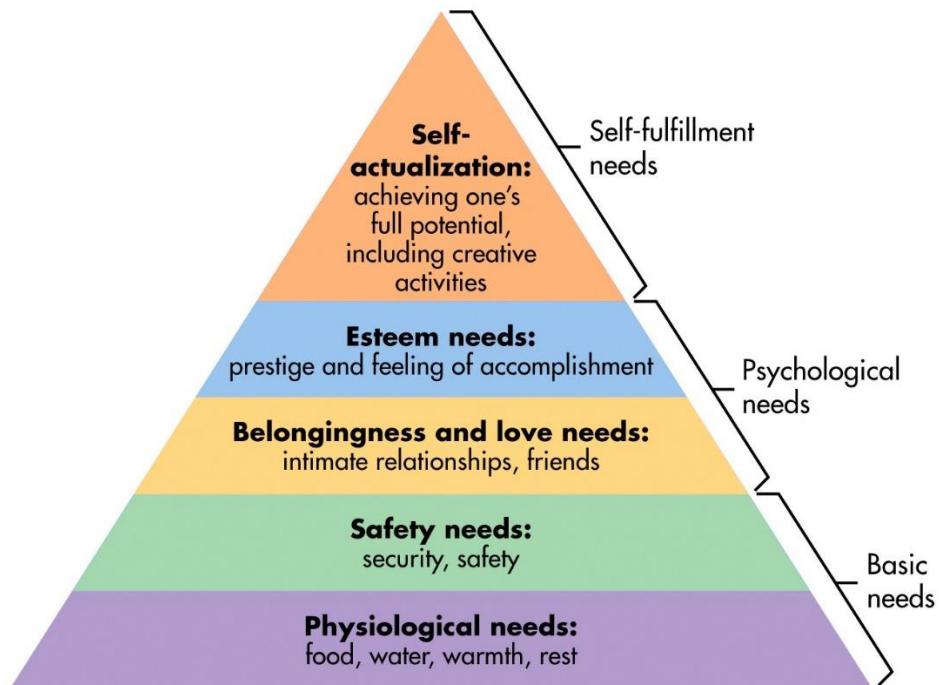 Self-
actualization:
achieving one's
full potential,
including creative
activities
Self-fulfillment
needs
Esteem needs:
prestige and feeling of accomplishment
Psychological
needs
Belongingness and love needs:
intimate relationships, friends
Safety needs:
security, safety
Basic
needs
Physiological needs:
food, water, warmth, rest